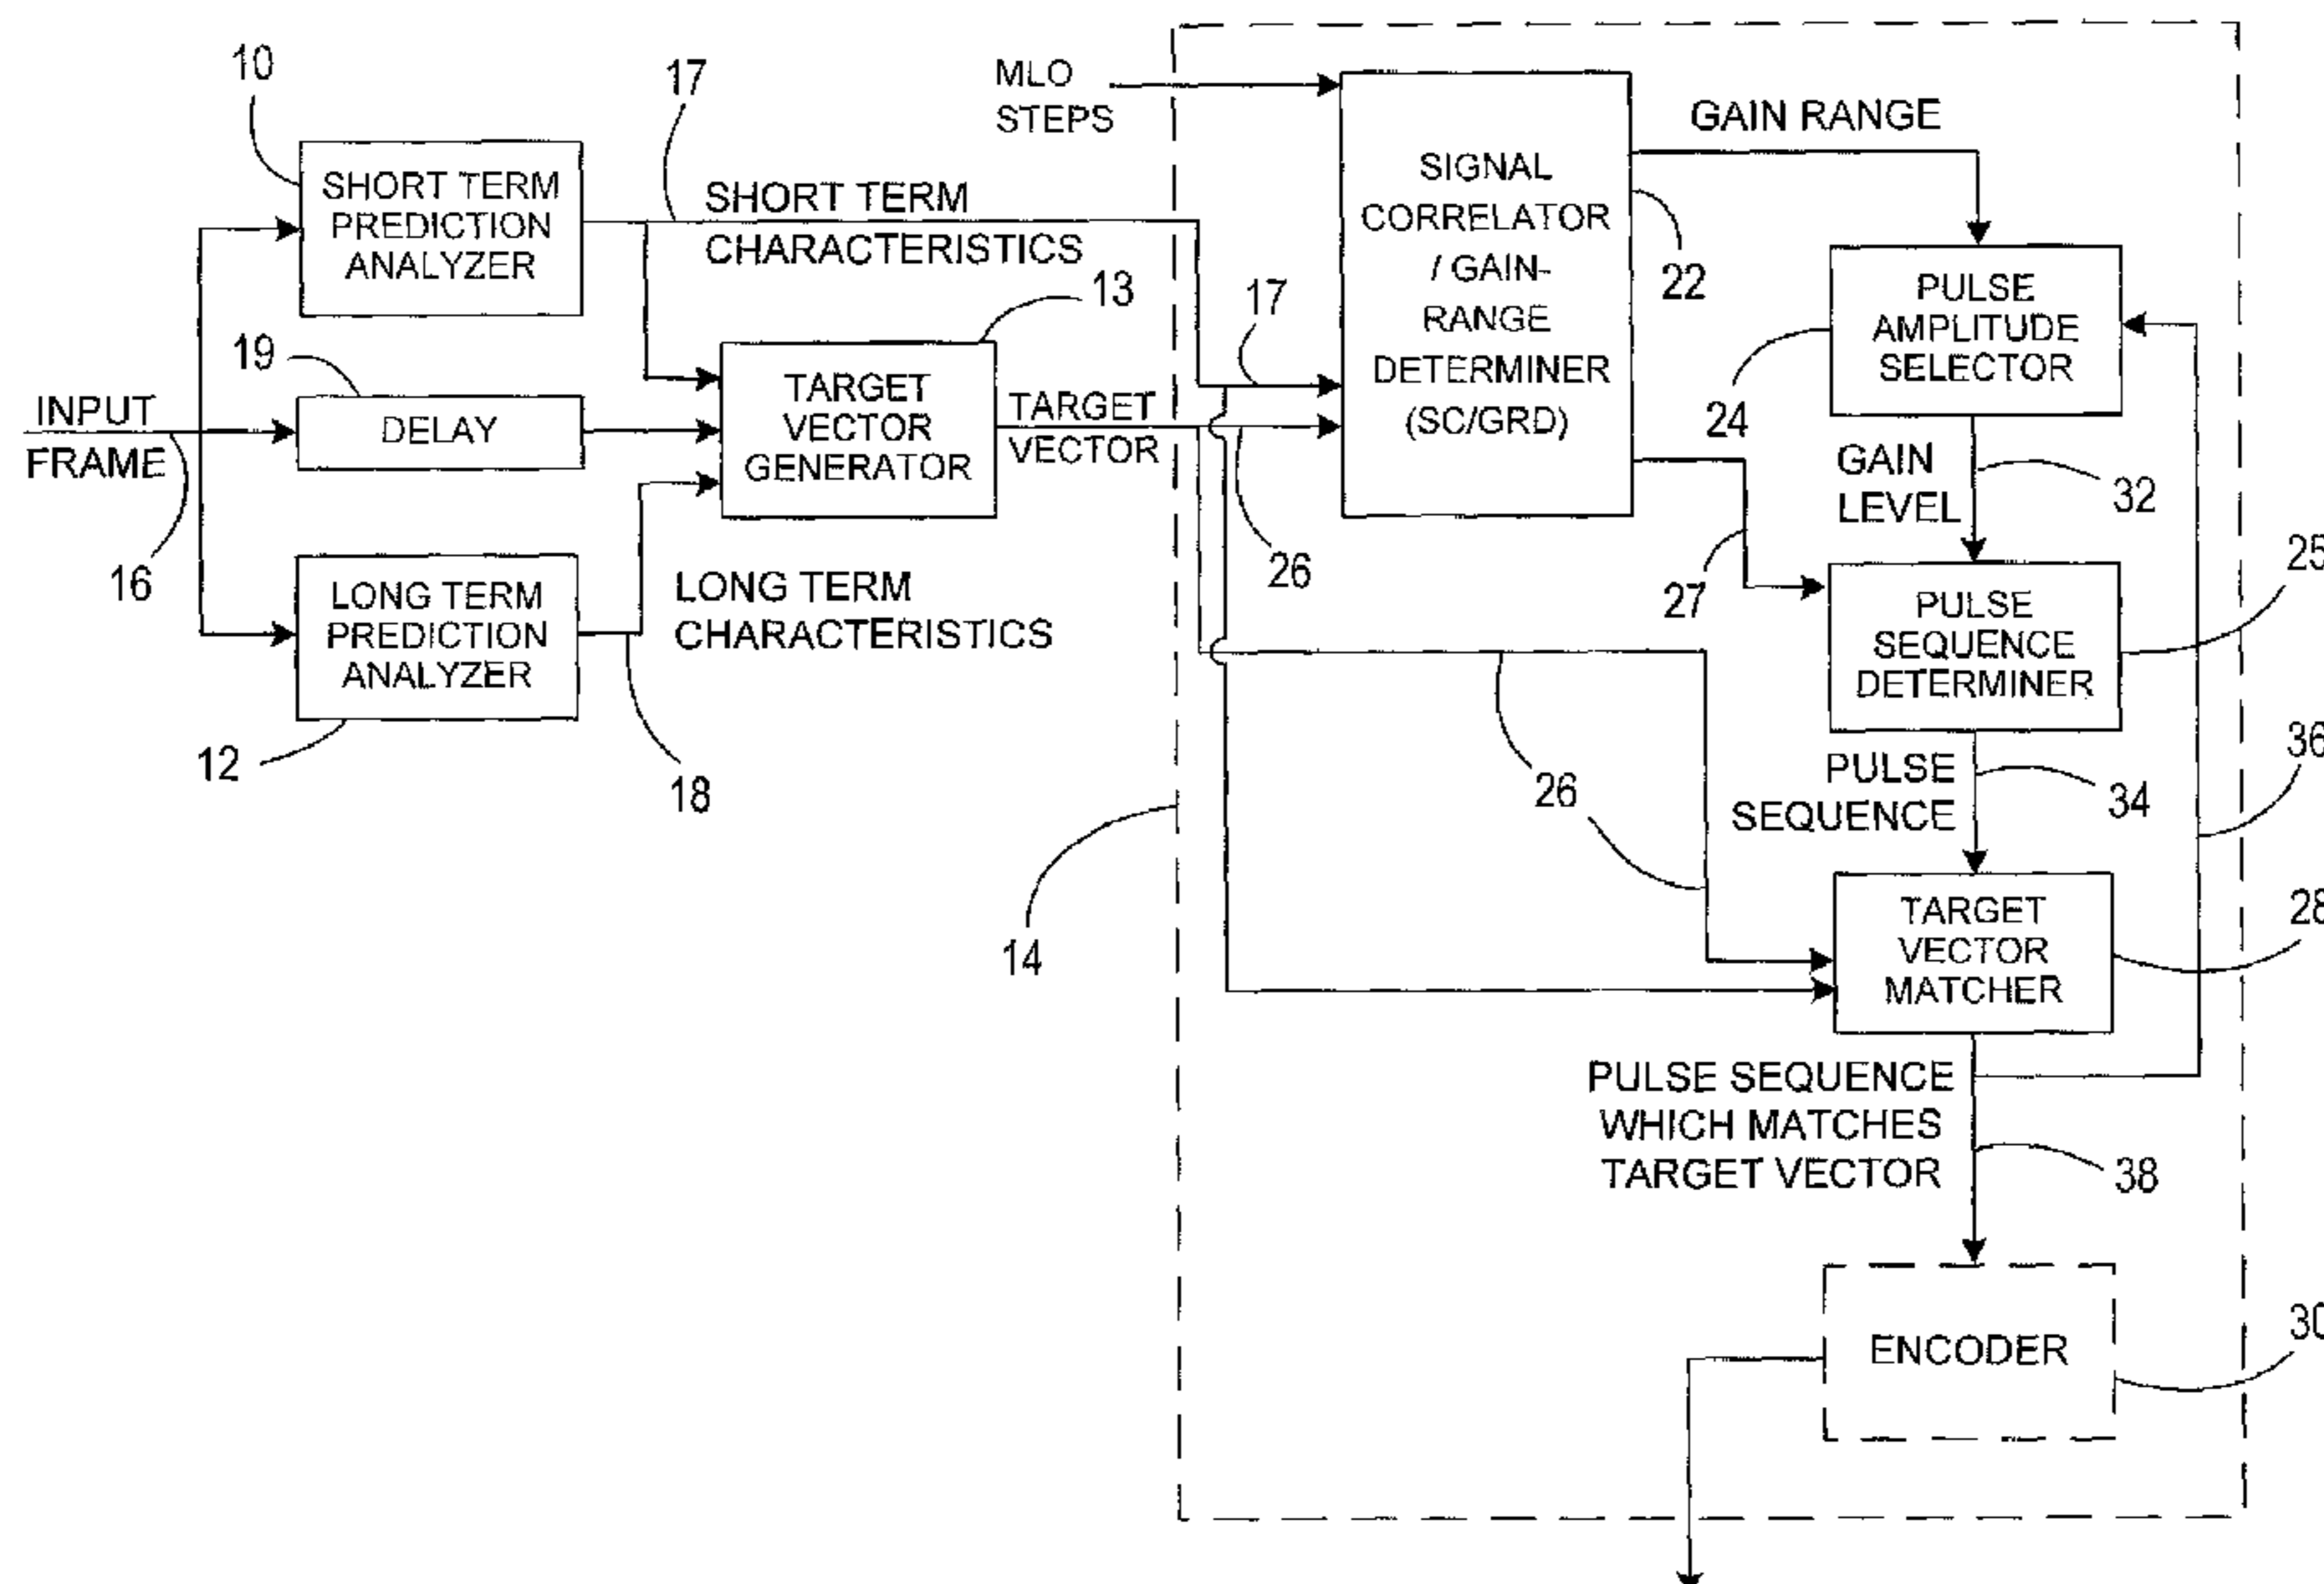 10
17
MLO
STEPS
GAIN RANGE
SHORT TERM
PREDICTION
ANALYZER
SHORT TERM
CHARACTERISTICS
SIGNAL
CORRELATOR
/ GAIN-
RANGE
DETERMINER
(SC/GRD)
22
PULSE
AMPLITUDE
SELECTOR
24
13
17
19
INPUT
FRAME
DELAY
TARGET
VECTOR
GENERATOR
TARGET
VECTOR
GAIN
LEVEL
32
16
26
27
25
LONG TERM
PREDICTION
ANALYZER
LONG TERM
CHARACTERISTICS
PULSE
SEQUENCE
DETERMINER
12
18
26
PULSE
SEQUENCE
34
36
14
TARGET
VECTOR
MATCHER
28
PULSE SEQUENCE
WHICH MATCHES
TARGET VECTOR
38
ENCODER
30